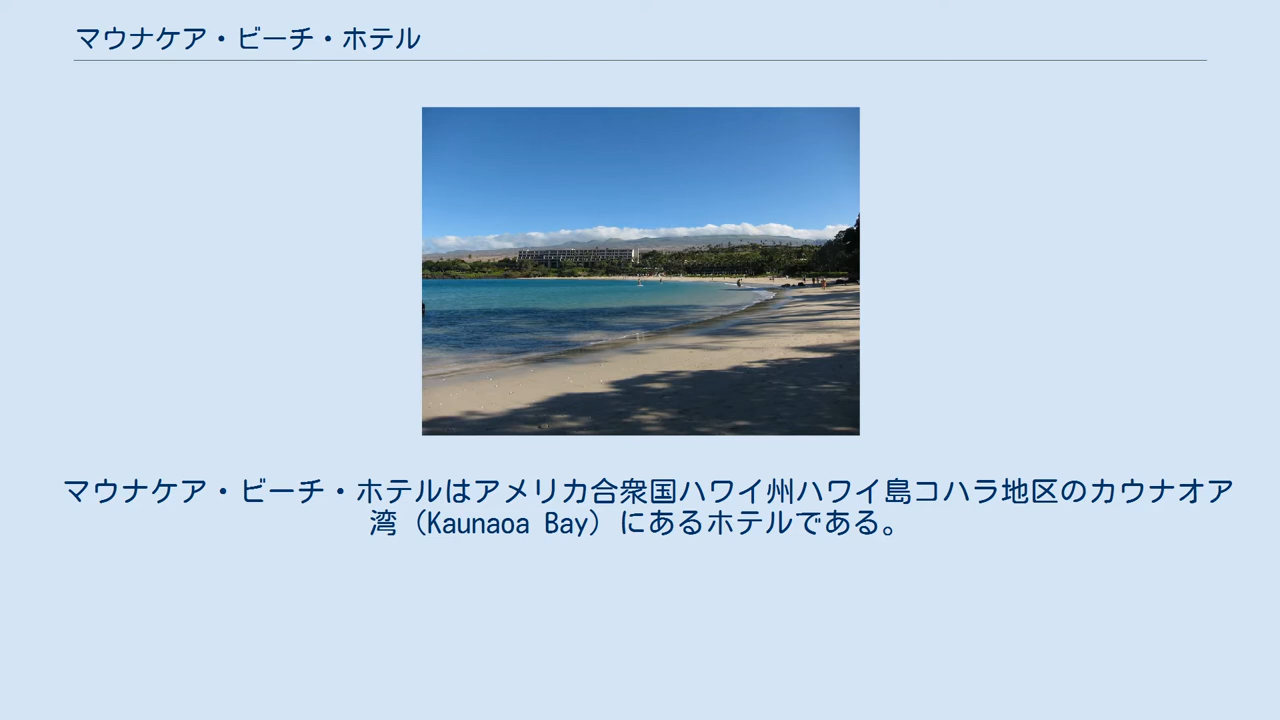 マウナケア・ビーチ・ホテル
マウナケア・ビーチ・ホテルはアメリカ合衆国ハワイ州ハワイ島コハラ地区のカウナオア
湾（Kaunaoa Bay）にあるホテルである。